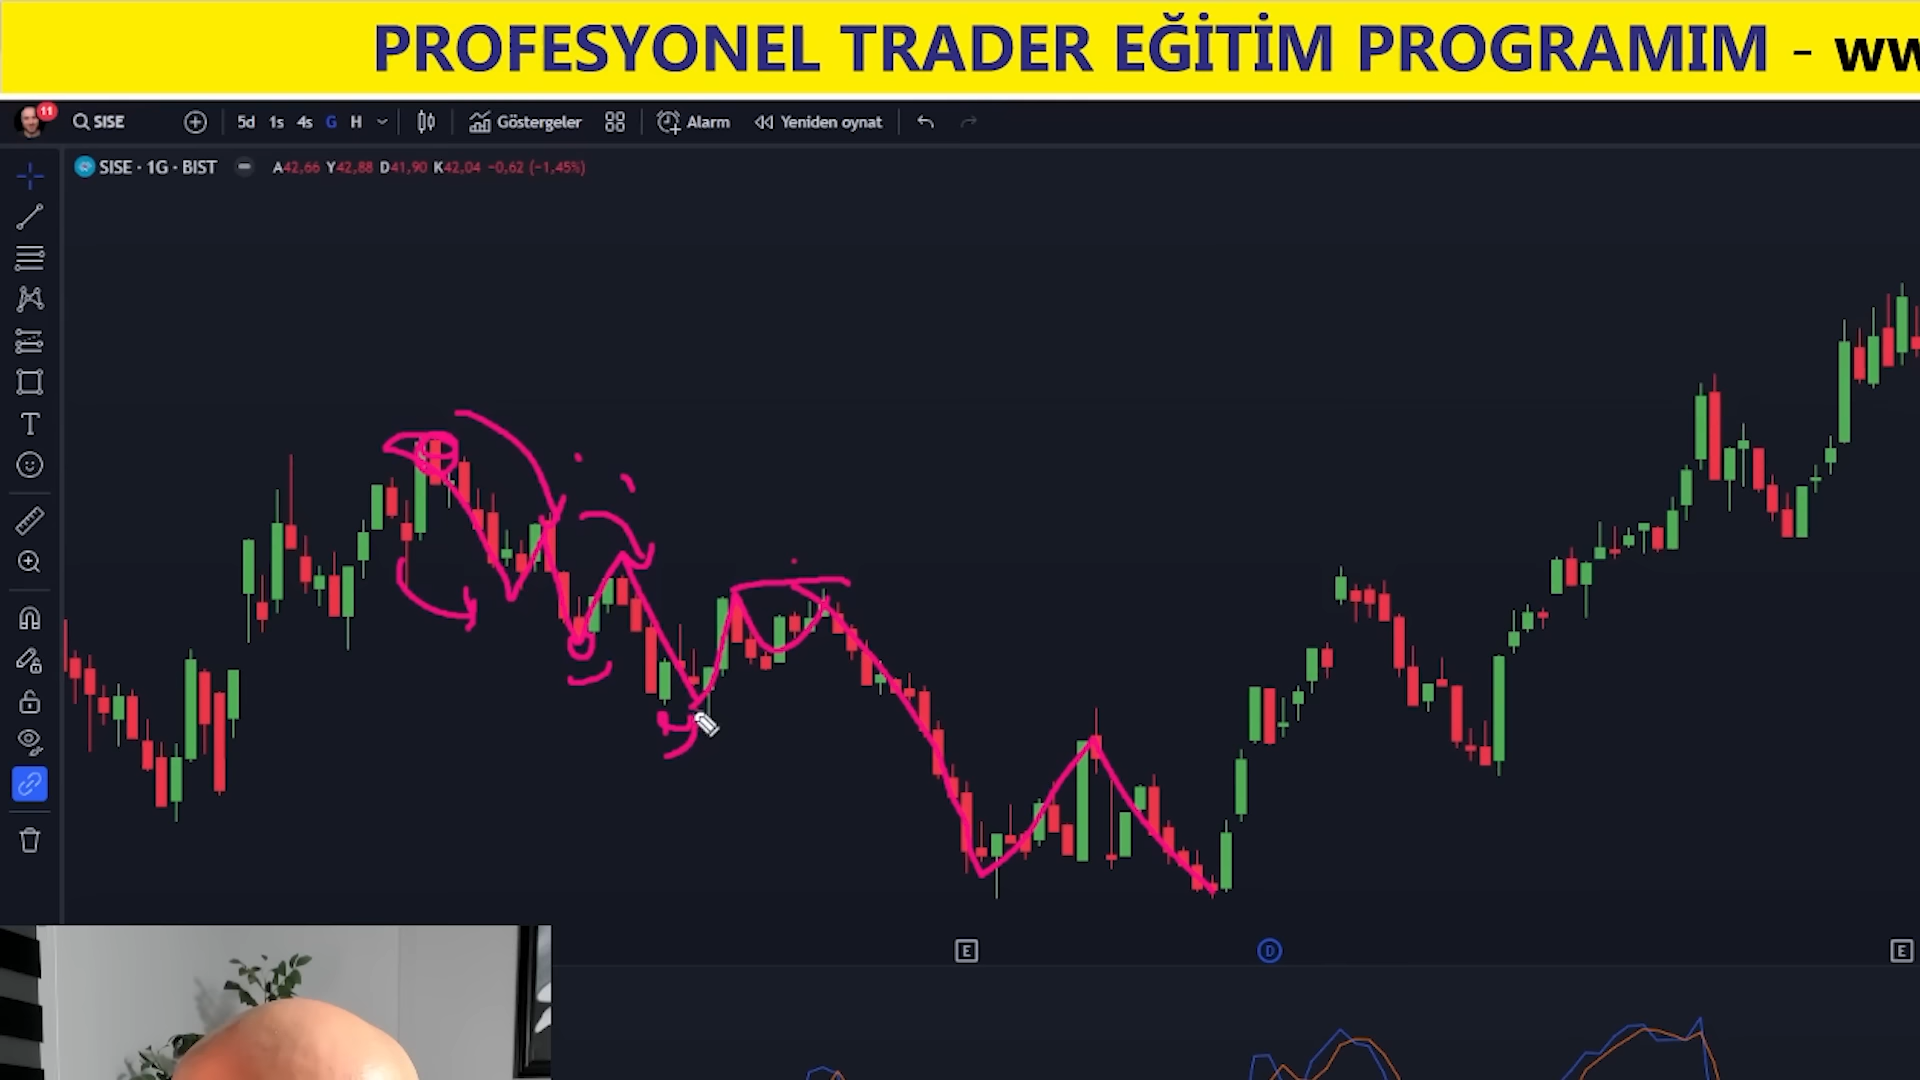 PROFESYONEL TRADER EĞİTİM PROGRAMIM - ww
11
SISE 5d 1s 4s G H Göstergeler Alarm Yeniden oynat
SISE · 1G · BIST A42,66 Y42,88 D41,90 K42,04 −0,62 (−1,45%)
T
E D E